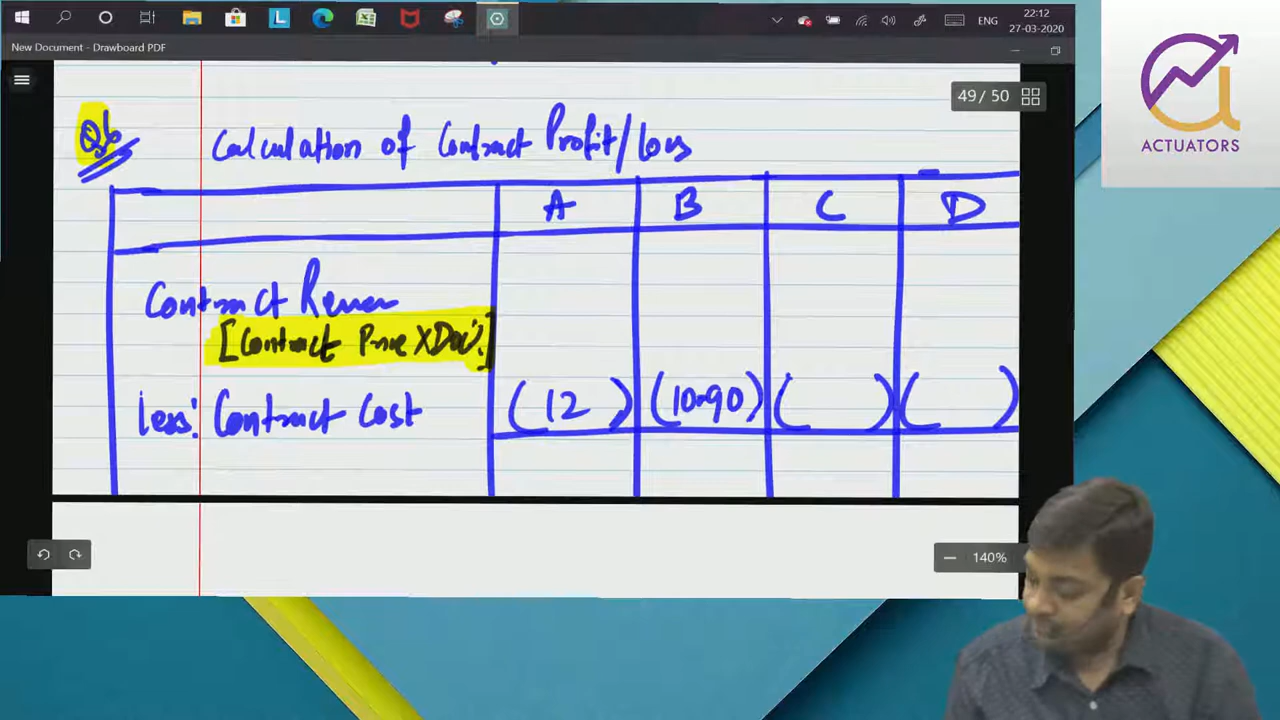 22:12
ENG
27-03-2020
New Document - Drawboard PDF
49 / 50
ACTUATORS
Q6 Calculation of Contract Profit/loss
A B C D
Contract Reven
[Contract Price X DOC%]
less: Contract Cost (12) (10.90) ( ) ( )
140%